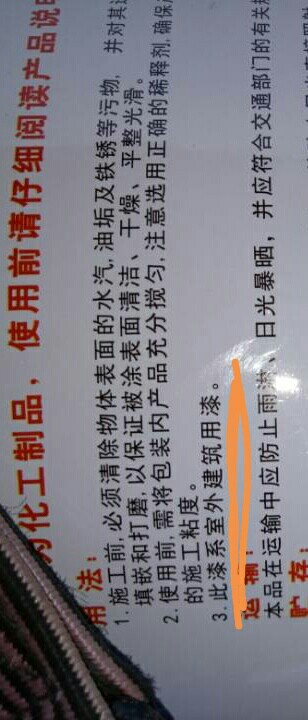 为化工制品，使用前请仔细阅读产品说
用 法：
1. 施工前,必须清除物体表面的水汽,油垢及铁锈等污物, 并对其
填嵌和打磨,以保证被涂表面清洁、干燥、平整光滑。
2. 使用前,需将包装内产品充分搅匀,注意选用正确的稀释剂,确保
的施工粘度。
3. 此漆系室外建筑用漆。
运输：
本品在运输中应防止雨淋、日光暴晒，并应符合交通部门的有关
贮存：